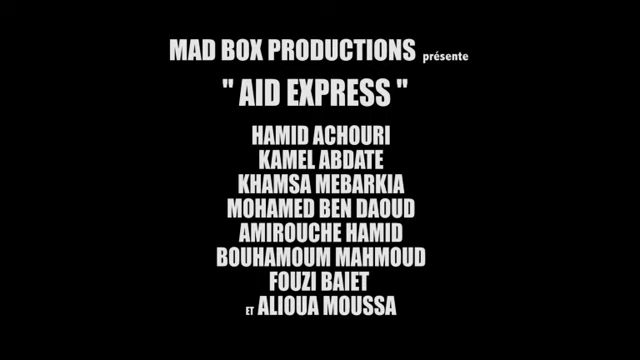 MAD BOX PRODUCTIONS présente
" AID EXPRESS "
HAMID ACHOURI
KAMEL ABDATE
KHAMSA MEBARKIA
MOHAMED BEN DAOUD
AMIROUCHE HAMID
BOUHAMOUM MAHMOUD
FOUZI BAIET
ET ALIOUA MOUSSA